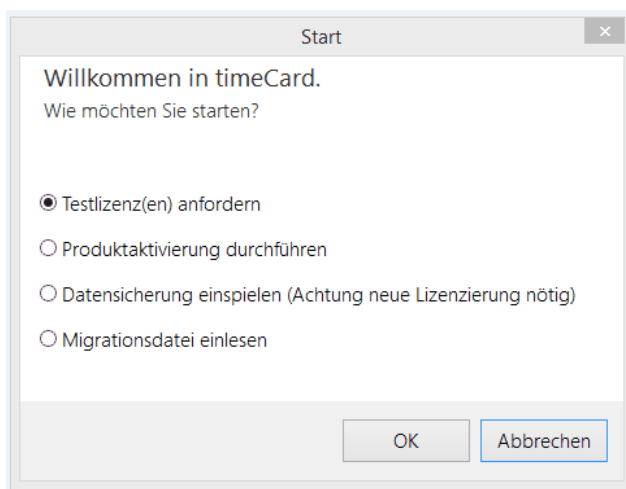 Start
Willkommen in timeCard.
Wie möchten Sie starten?
Testlizenz(en) anfordern
Produktaktivierung durchführen
Datensicherung einspielen (Achtung neue Lizenzierung nötig)
Migrationsdatei einlesen
OK Abbrechen